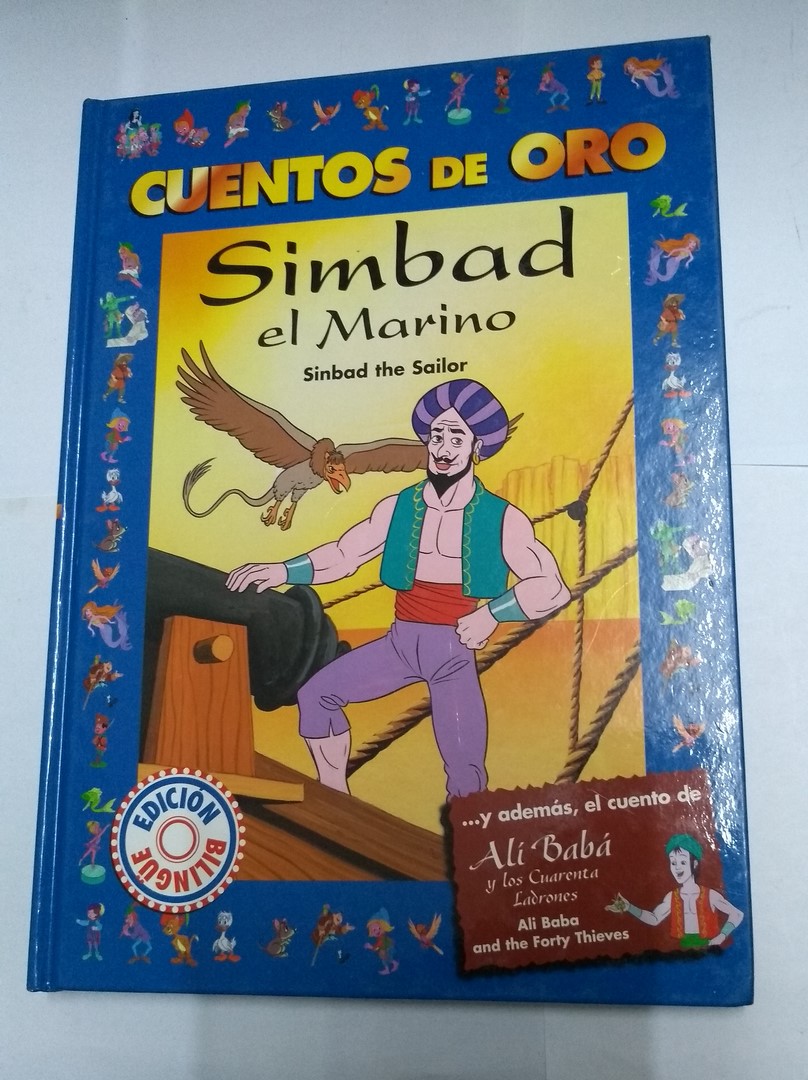 CUENTOS DE ORO
Simbad
el Marino
Sinbad the Sailor
EDICIÓN
BILINGÜE
...y además, el cuento de
Alí Babá
y los Cuarenta
Ladrones
Ali Baba
and the Forty Thieves